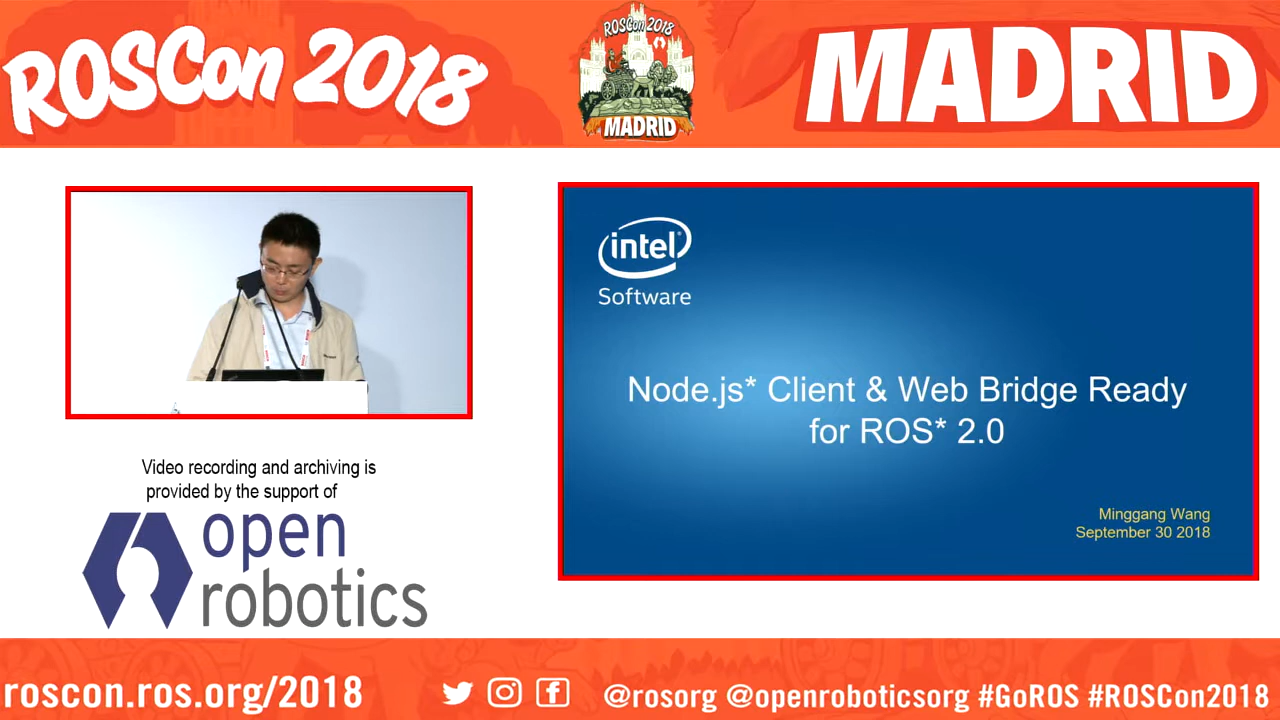 ROSCon 2018
ROSCon 2018
MADRID
MADRID
intel
Software
Node.js* Client & Web Bridge Ready
for ROS* 2.0
Minggang Wang
September 30 2018
Video recording and archiving is
provided by the support of
open
robotics
roscon.ros.org/2018
@rosorg @openroboticsorg #GoROS #ROSCon2018